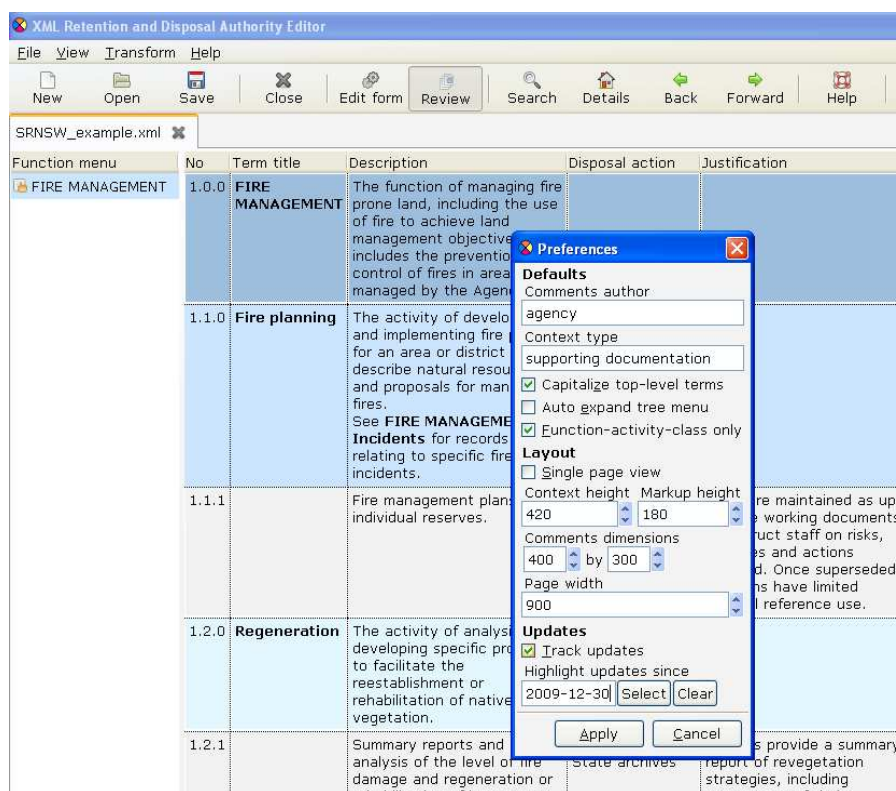 XML Retention and Disposal Authority Editor
File View Transform Help
New Open Save Close Edit form Review Search Details Back Forward Help
SRNSW_example.xml
Function menu No Term title Description Disposal action Justification
FIRE MANAGEMENT
1.0.0 FIRE MANAGEMENT
The function of managing fire
prone land, including the use
of fire to achieve land
management objective
includes the preventio
control of fires in area
managed by the Agen
1.1.0 Fire planning
The activity of develo
and implementing fire
for an area or district
describe natural resou
and proposals for man
fires.
See FIRE MANAGEME
Incidents for records
relating to specific fire
incidents.
1.1.1
Fire management plan
individual reserves.
re maintained as up
working documents
ruct staff on risks,
es and actions
d. Once superseded
ns have limited
reference use.
1.2.0 Regeneration
The activity of analysi
developing specific pro
to facilitate the
reestablishment or
rehabilitation of native
vegetation.
1.2.1
Summary reports and
analysis of the level of fire
damage and regeneration or
State archives
s provide a summary
report of revegetation
strategies, including
Preferences
Defaults
Comments author
agency
Context type
supporting documentation
Capitalize top-level terms
Auto expand tree menu
Function-activity-class only
Layout
Single page view
Context height Markup height
420 180
Comments dimensions
400 by 300
Page width
900
Updates
Track updates
Highlight updates since
2009-12-30 Select Clear
Apply Cancel